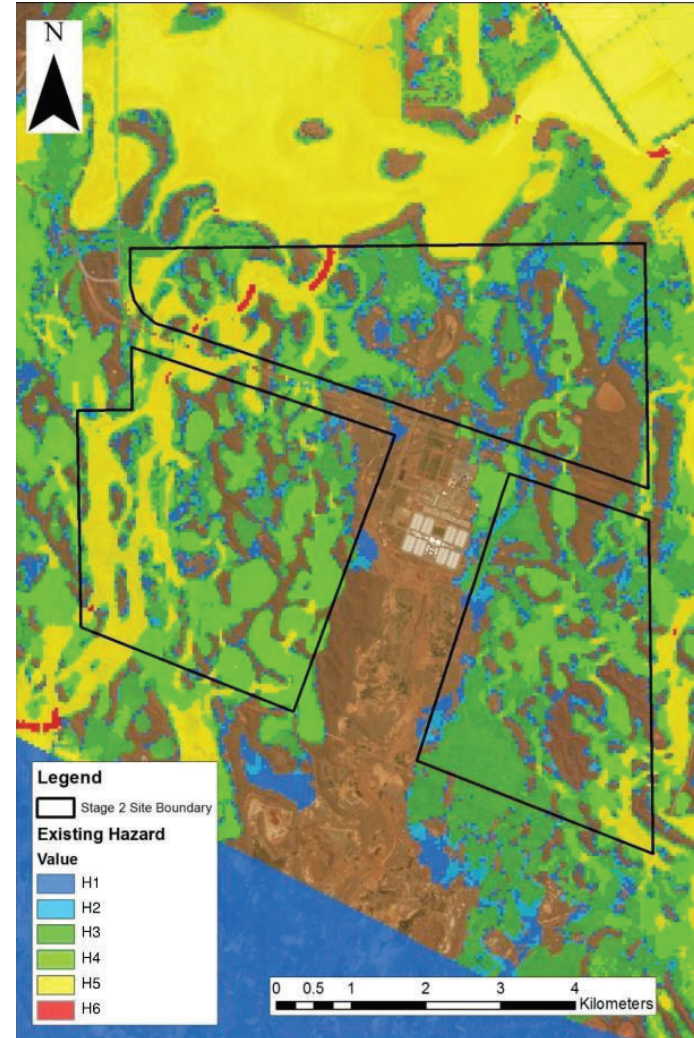 N
Legend
Stage 2 Site Boundary
Existing Hazard
Value
H1
H2
H3
H4
H5
H6
0 0.5 1 2 3 4
Kilometers